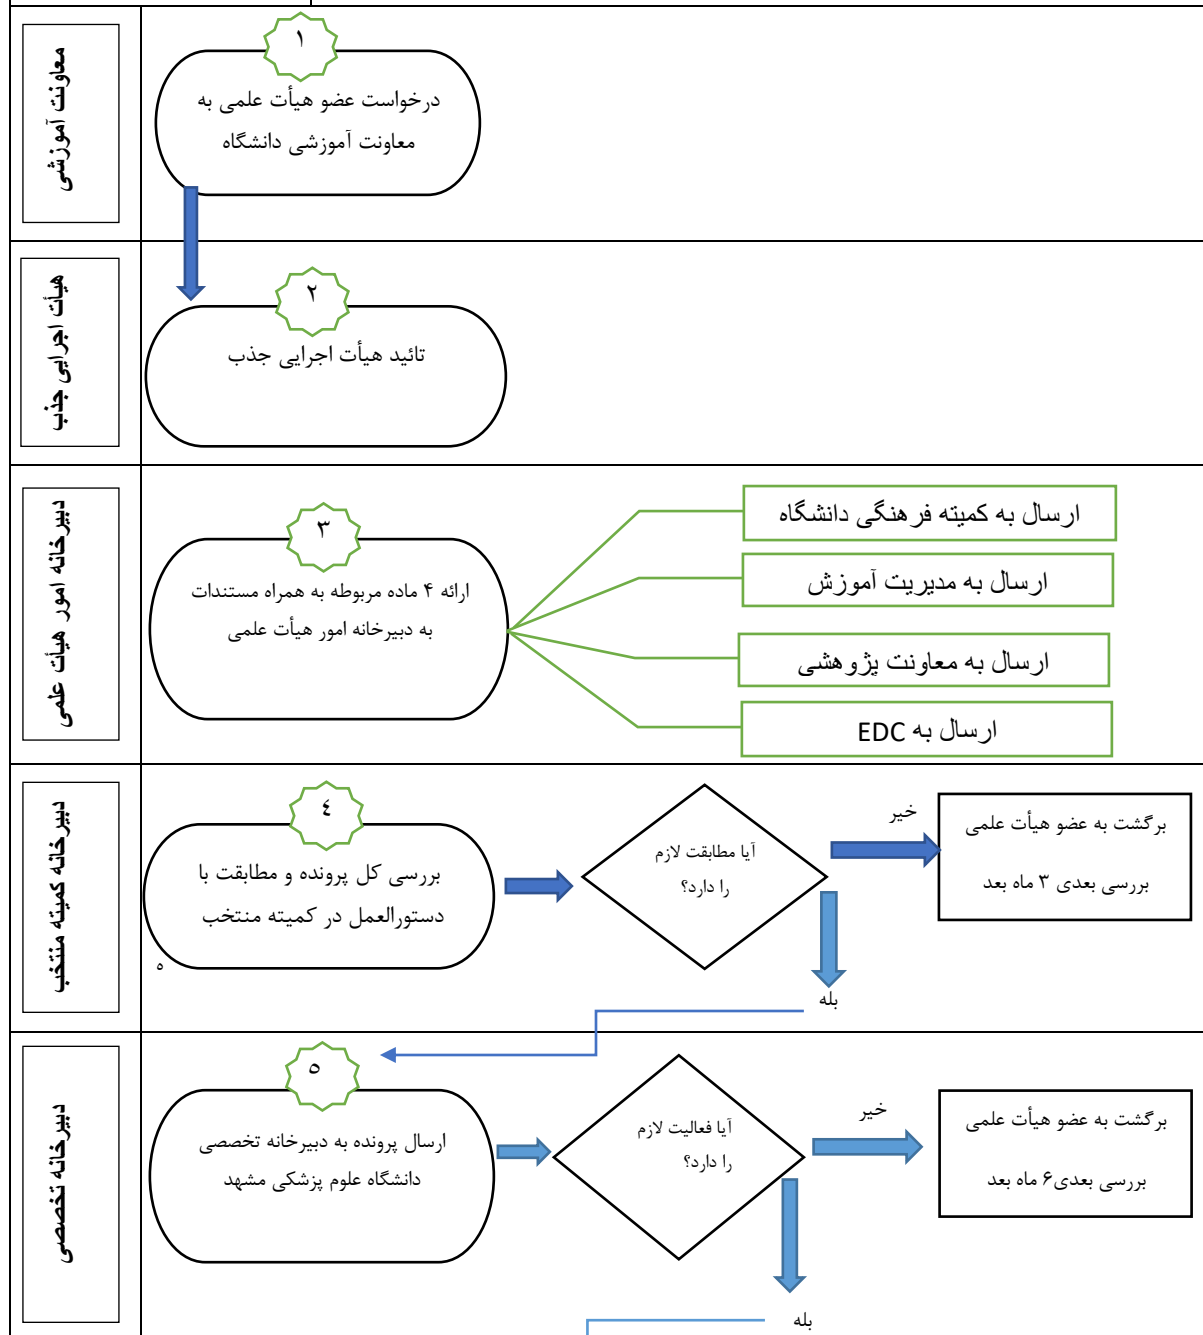 معاونت آموزشی
۱
درخواست عضو هیأت علمی به
معاونت آموزشی دانشگاه
هیأت اجرایی جذب
۲
تائید هیأت اجرایی جذب
دبیرخانه امور هیأت علمی
۳
ارائه ۴ ماده مربوطه به همراه مستندات
به دبیرخانه امور هیأت علمی
ارسال به کمیته فرهنگی دانشگاه
ارسال به مدیریت آموزش
ارسال به معاونت پژوهشی
ارسال به EDC
دبیرخانه کمیته منتخب
٤
بررسی کل پرونده و مطابقت با
دستورالعمل در کمیته منتخب
٥
آیا مطابقت لازم
را دارد؟
خیر
برگشت به عضو هیأت علمی
بررسی بعدی ۳ ماه بعد
بله
دبیرخانه تخصصی
٥
ارسال پرونده به دبیرخانه تخصصی
دانشگاه علوم پزشکی مشهد
آیا فعالیت لازم
را دارد؟
خیر
برگشت به عضو هیأت علمی
بررسی بعدی۶ ماه بعد
بله